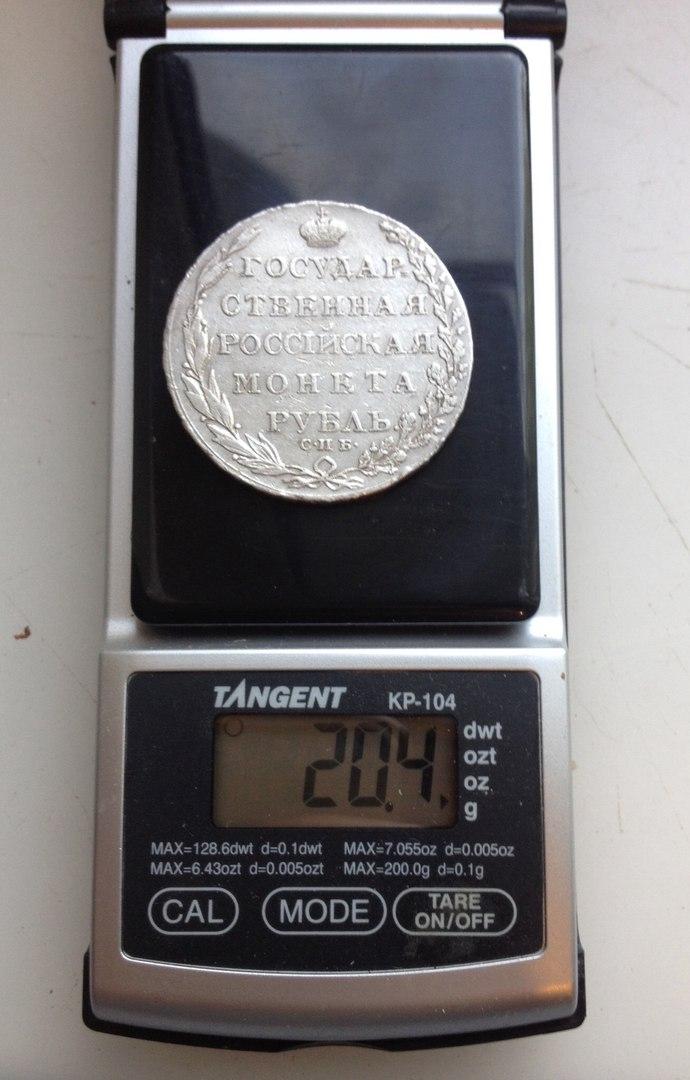 ГОСУДАР
СТВЕННАЯ
РОССІЙСКАЯ
МОНЕТА
РУБЛЬ.
С·П·Б·
TANGENT KP-104
20.4. dwt
ozt
oz
g
MAX=128.6dwt d=0.1dwt MAX=7.055oz d=0.005oz
MAX=6.43ozt d=0.005ozt MAX=200.0g d=0.1g
CAL MODE TARE ON/OFF